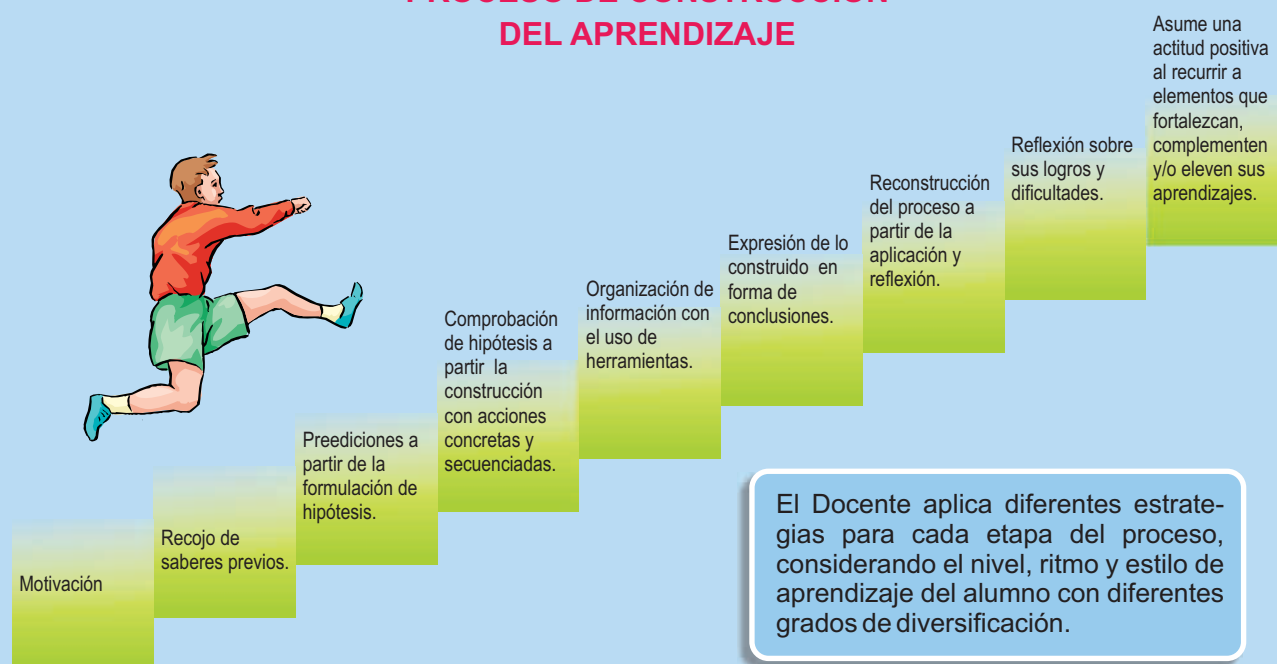 PROCESO DE CONSTRUCCIÓN
DEL APRENDIZAJE
Motivación
Recojo de
saberes previos.
Preediciones a
partir de la
formulación de
hipótesis.
Comprobación
de hipótesis a
partir la
construcción
con acciones
concretas y
secuenciadas.
Organización de
información con
el uso de
herramientas.
Expresión de lo
construido en
forma de
conclusiones.
Reconstrucción
del proceso a
partir de la
aplicación y
reflexión.
Reflexión sobre
sus logros y
dificultades.
Asume una
actitud positiva
al recurrir a
elementos que
fortalezcan,
complementen
y/o eleven sus
aprendizajes.
El Docente aplica diferentes estrate-
gias para cada etapa del proceso,
considerando el nivel, ritmo y estilo de
aprendizaje del alumno con diferentes
grados de diversificación.